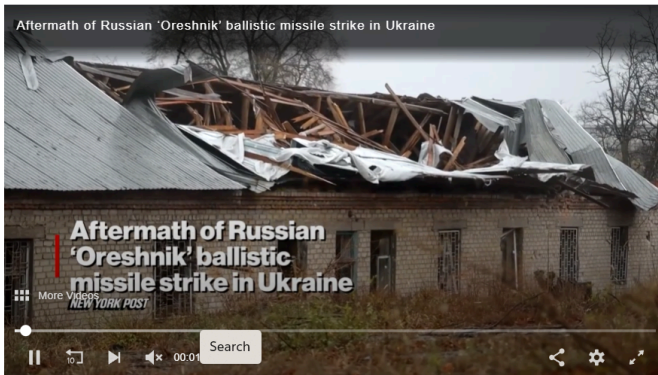 Aftermath of Russian ‘Oreshnik’ ballistic missile strike in Ukraine
Aftermath of Russian
‘Oreshnik’ ballistic
missile strike in Ukraine
More Videos
NEW YORK POST
10
00:01
Search